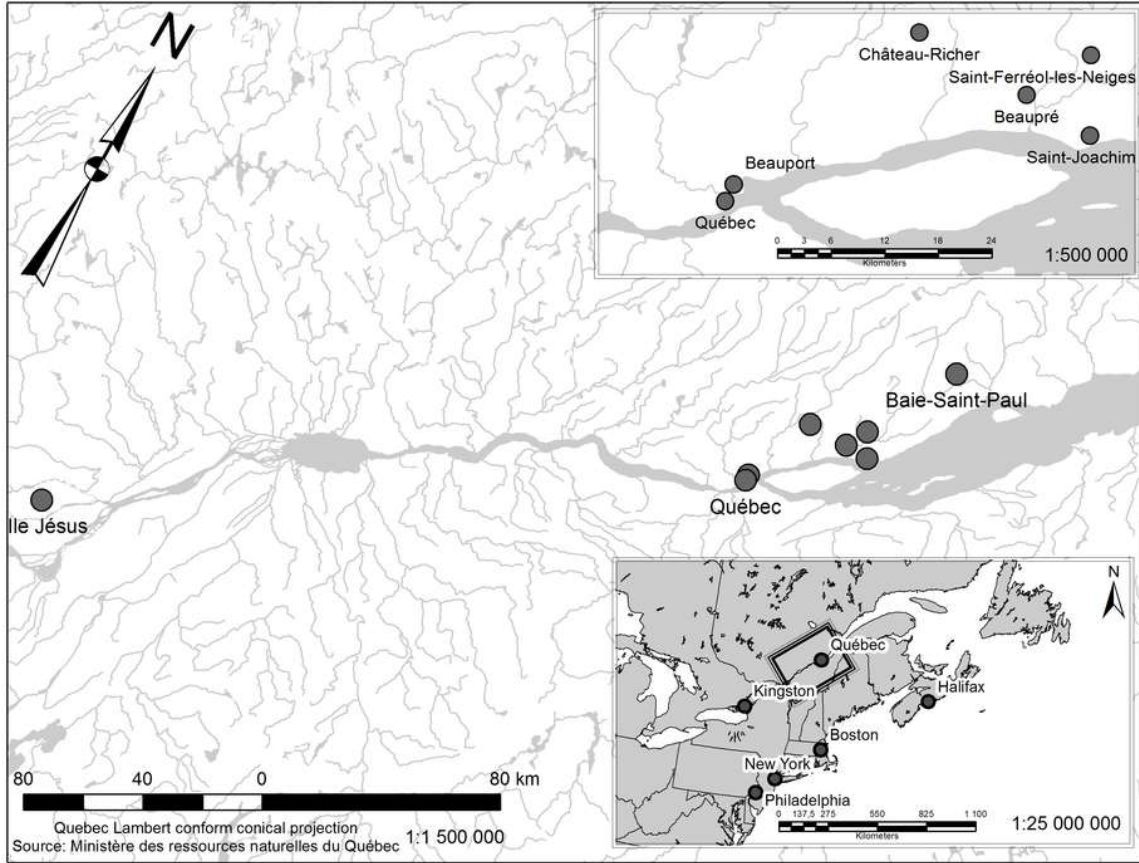 N
Château-Richer
Saint-Ferréol-les-Neiges
Beaupré
Saint-Joachim
Beauport
Québec
0 3 6 12 18 24
Kilometers
1:500 000
Baie-Saint-Paul
Québec
Ile Jésus
N
Québec
Kingston
Halifax
Boston
New York
Philadelphia
0 137,5 275 550 825 1 100
Kilometers
1:25 000 000
80 40 0 80 km
Quebec Lambert conform conical projection
1:1 500 000
Source: Ministère des ressources naturelles du Québec